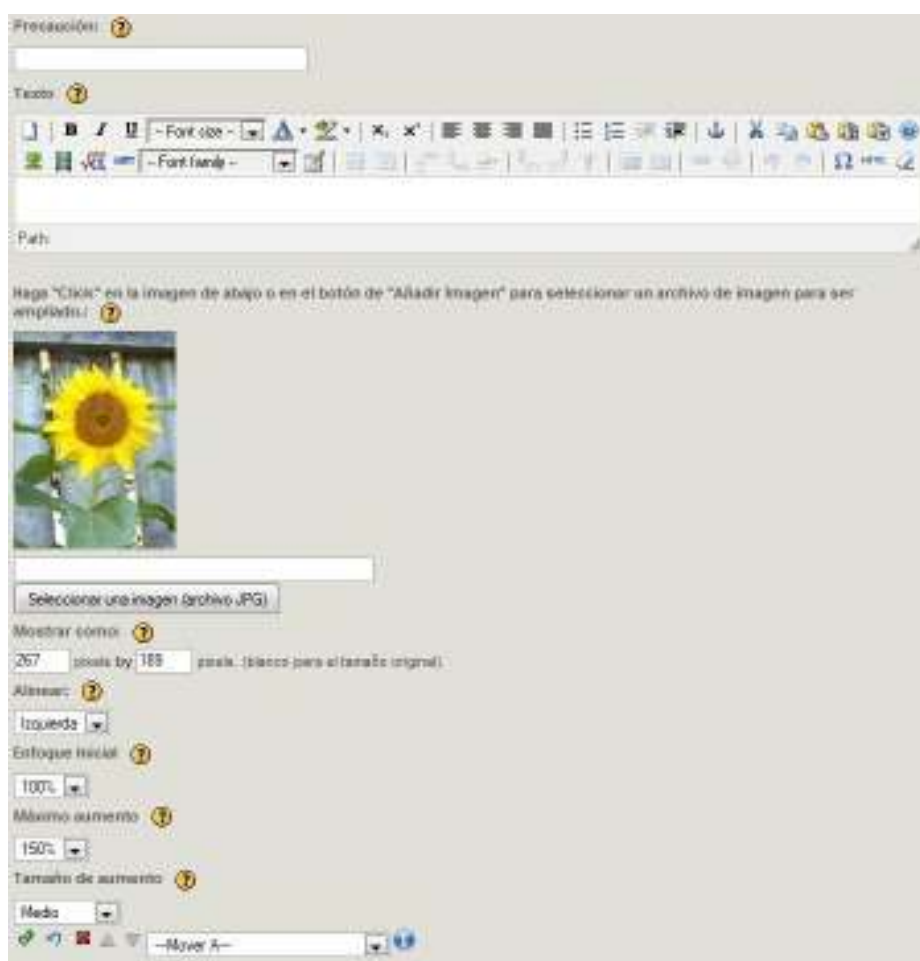 Precaución:
Texto
B I U - Font size -
- Font family -
Path:
Haga "Click" en la imagen de abajo o en el botón de "Añadir Imagen" para seleccionar un archivo de imagen para ser
ampliado.:
Seleccionar una imagen (archivo JPG)
Mostrar como:
267 pixels by 189 pixels. (blanco para el tamaño original)
Alinear:
Izquierda
Enfoque Inicial
100%
Máximo aumento
150%
Tamaño de aumento
Medio
---Mover A---